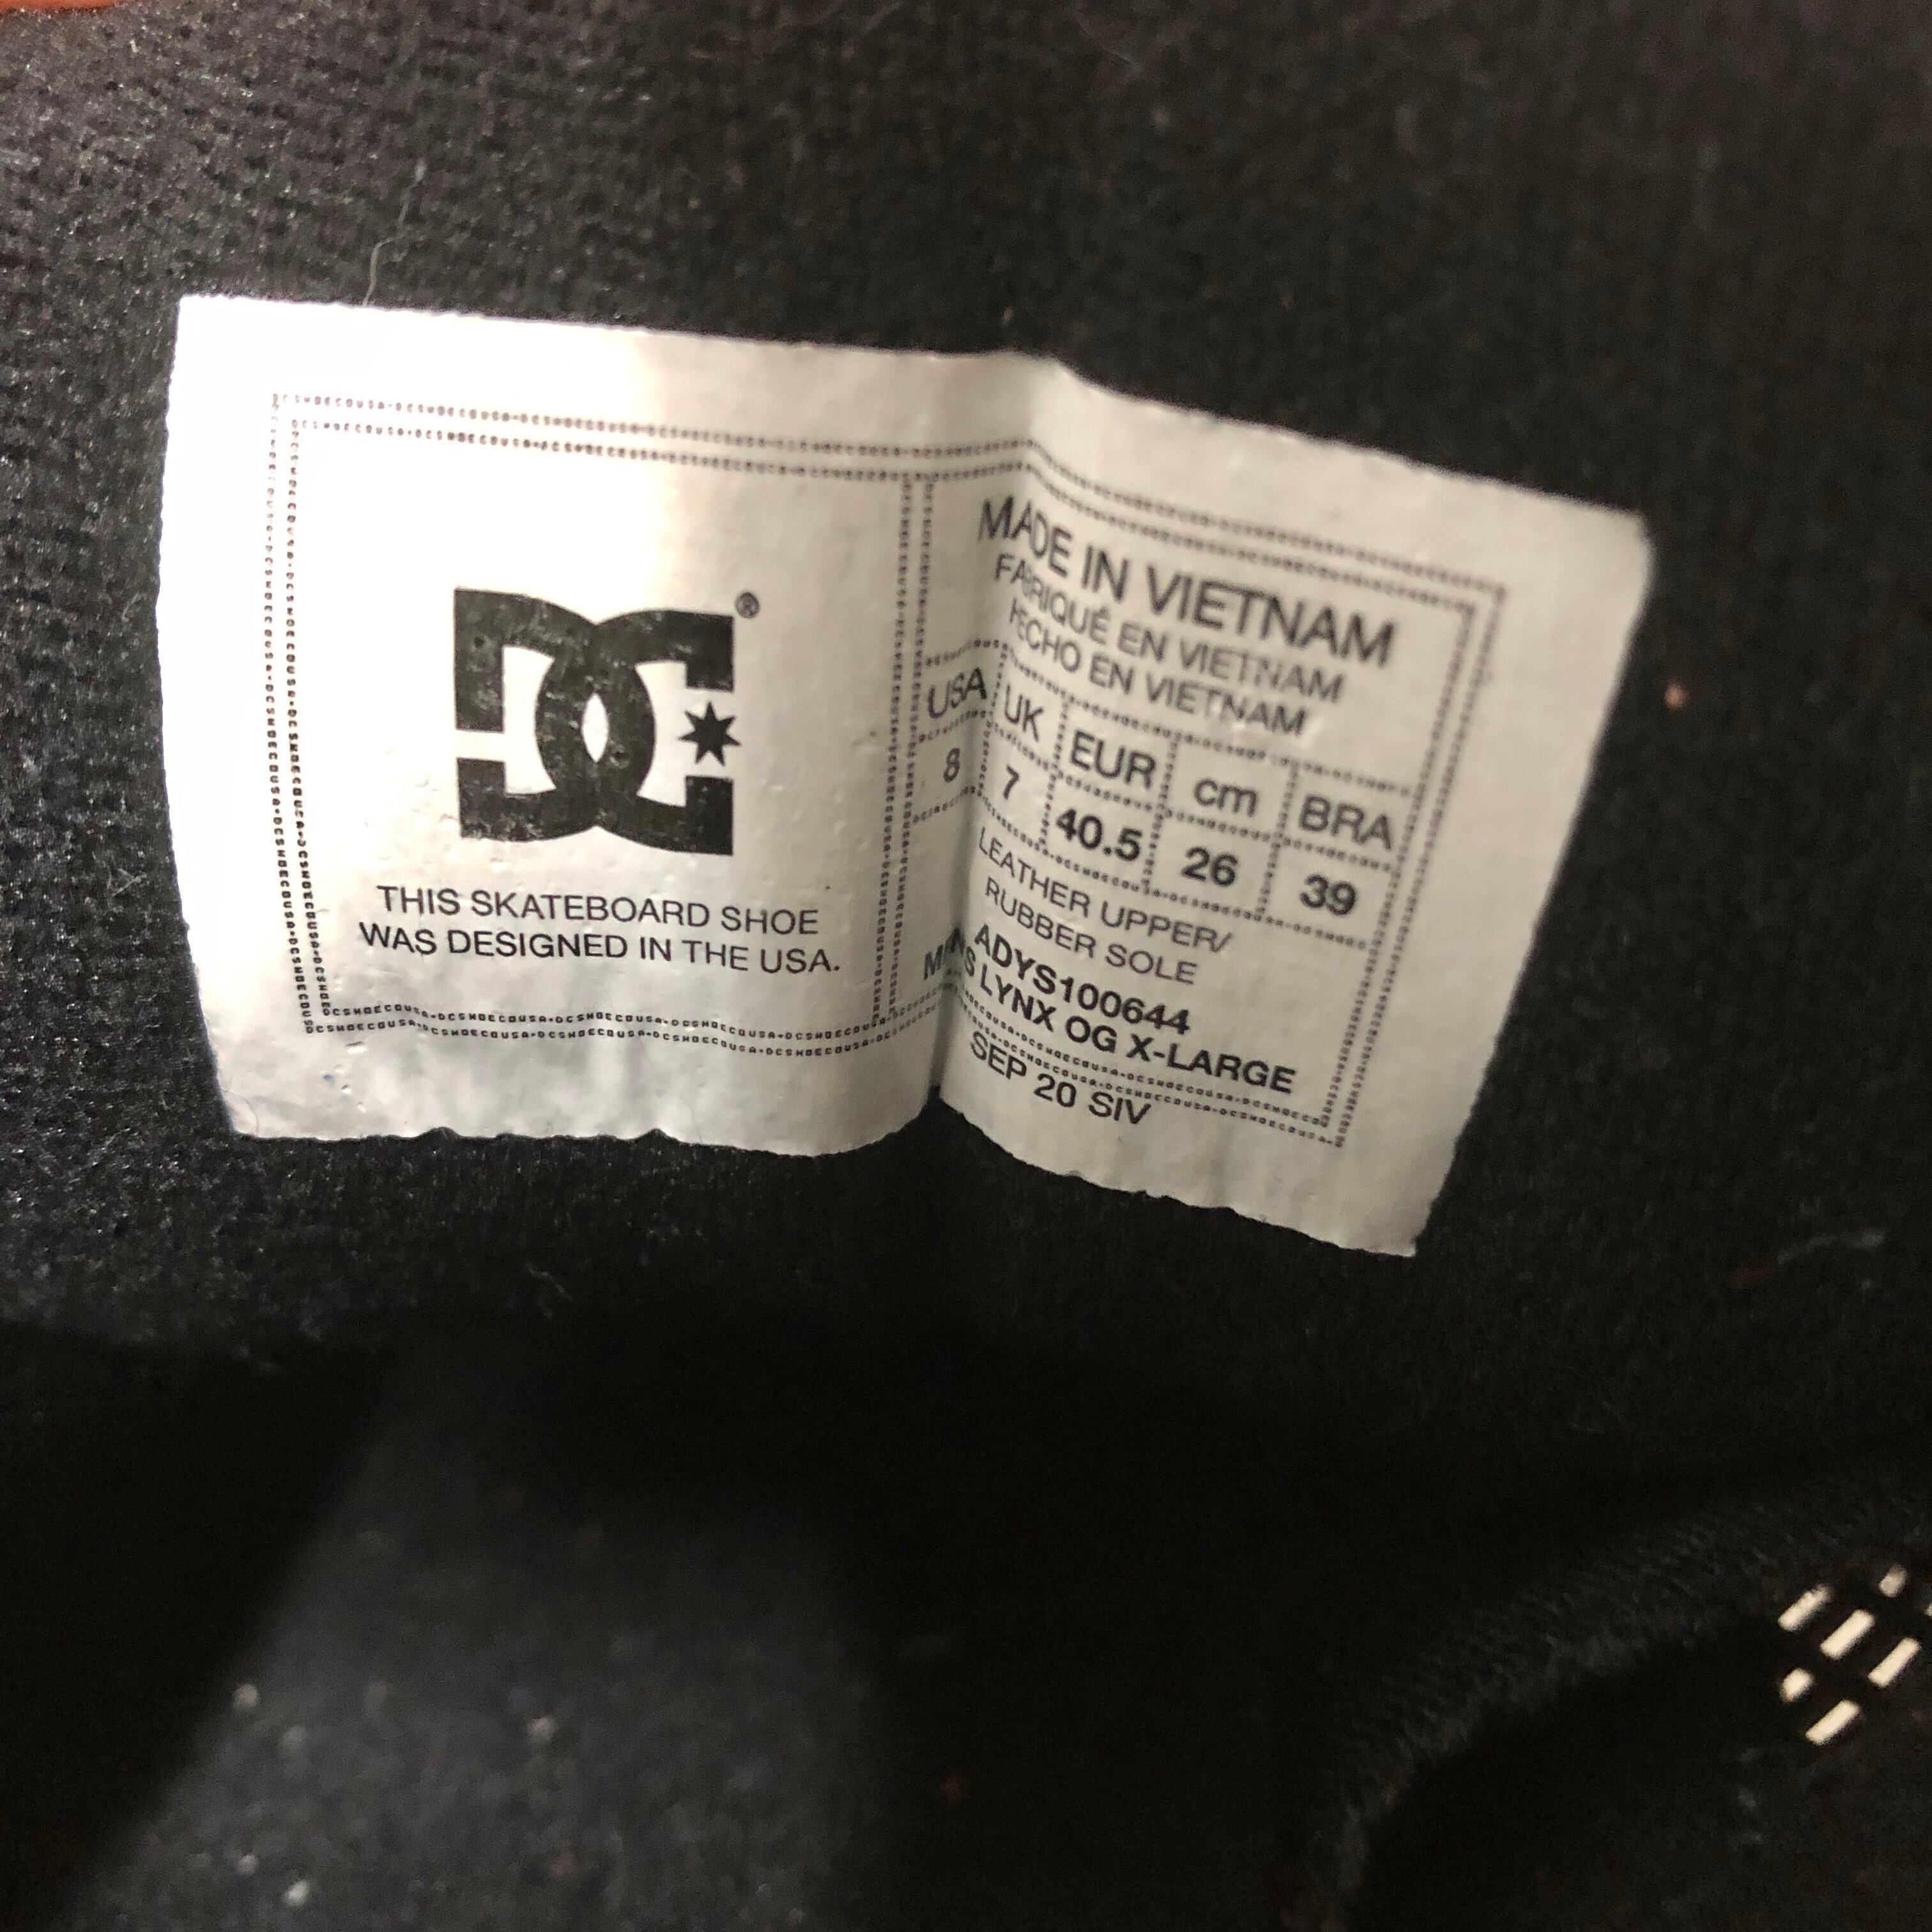 DC®
THIS SKATEBOARD SHOE
WAS DESIGNED IN THE USA.
MADE IN VIETNAM
FABRIQUÉ EN VIETNAM
HECHO EN VIETNAM
USA UK EUR cm BRA
8 7 40.5 26 39
LEATHER UPPER/
RUBBER SOLE
ADYS100644
MENS LYNX OG X-LARGE
SEP 20 SIV